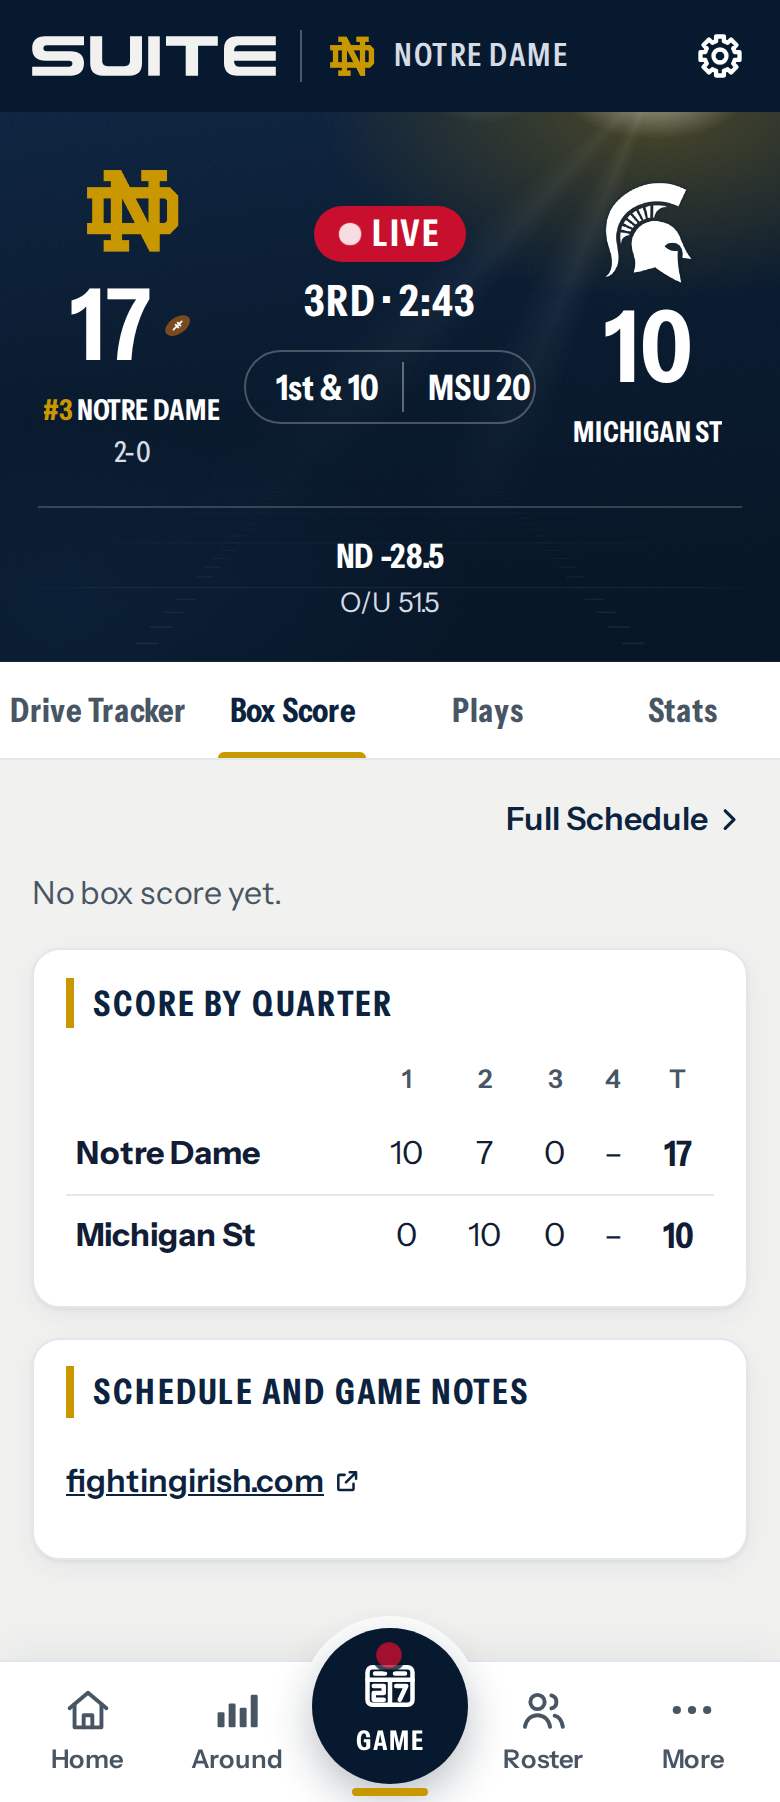 SUITE
ND NOTRE DAME
ND
LIVE
17
3RD · 2:43
10
1st & 10
MSU 20
#3 NOTRE DAME
MICHIGAN ST
2-0
ND -28.5
O/U 51.5
Drive Tracker Box Score Plays Stats
Full Schedule
No box score yet.
SCORE BY QUARTER
1 2 3 4 T
Notre Dame 10 7 0 – 17
Michigan St 0 10 0 – 10
SCHEDULE AND GAME NOTES
fightingirish.com
27
GAME
Home Around Roster More